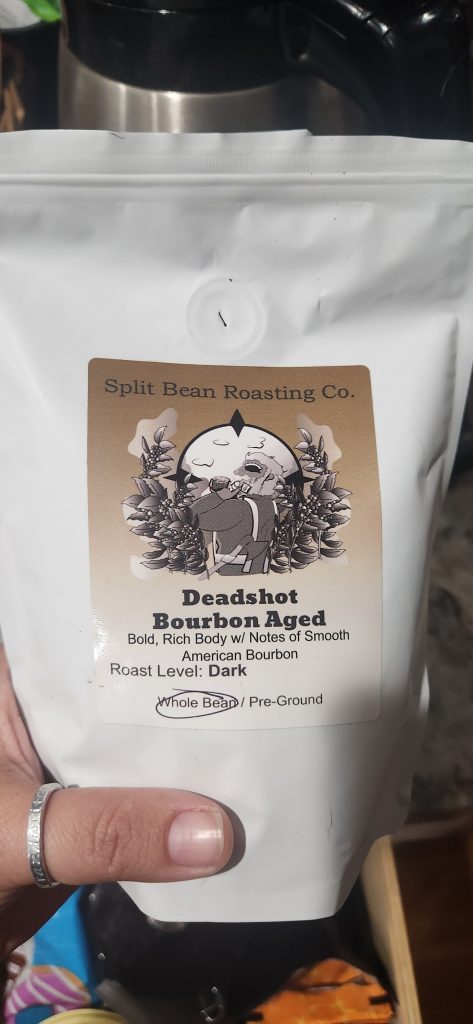 Split Bean Roasting Co.
Deadshot
Bourbon Aged
Bold, Rich Body w/ Notes of Smooth
American Bourbon
Roast Level: Dark
Whole Bean / Pre-Ground